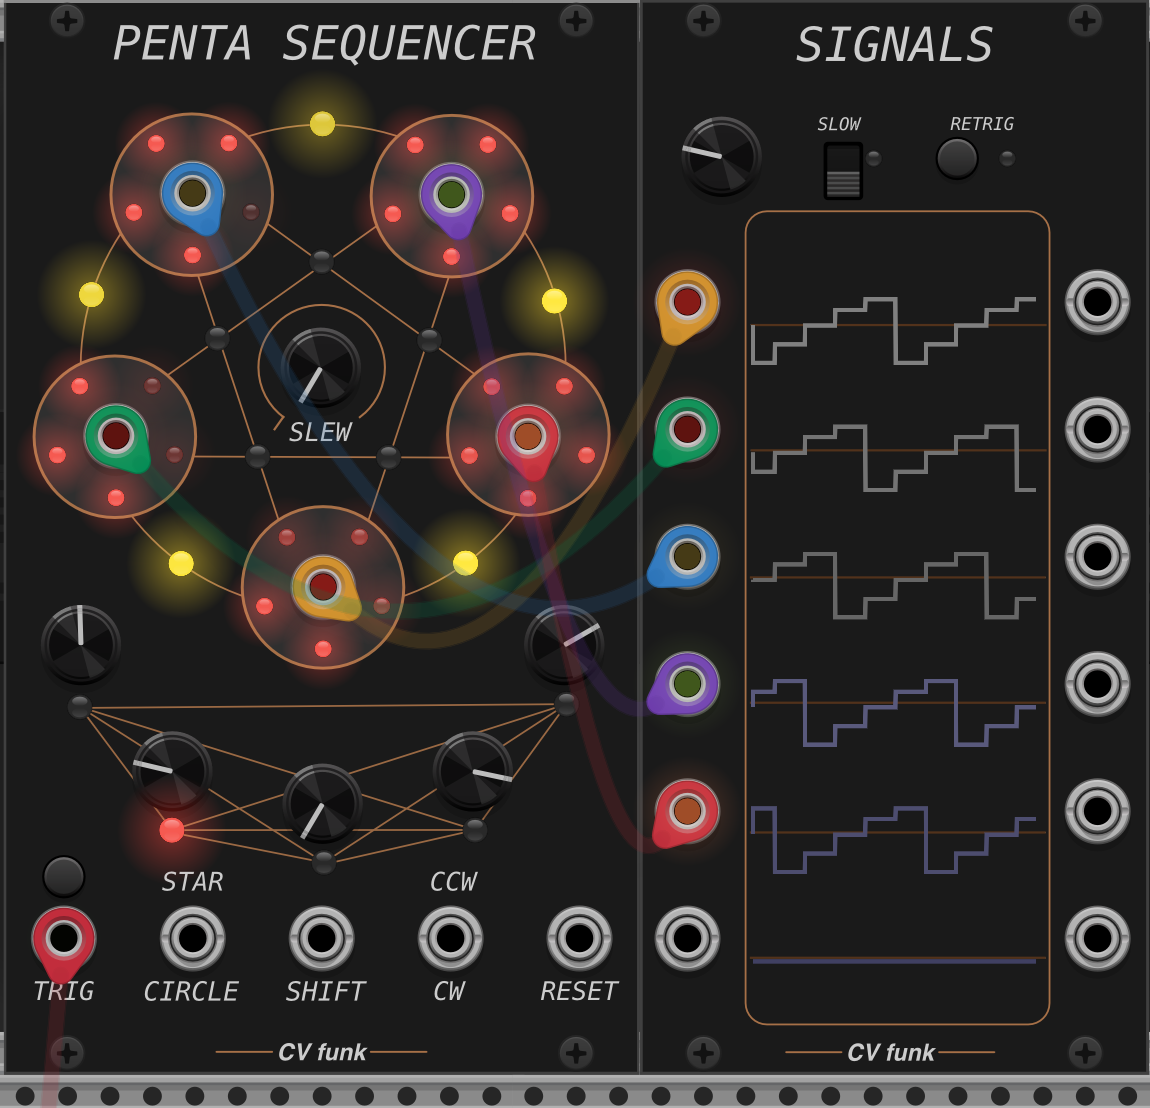 PENTA SEQUENCER
SLEW
STAR
CCW
TRIG
CIRCLE
SHIFT
CW
RESET
CV funk
SIGNALS
SLOW
RETRIG
CV funk